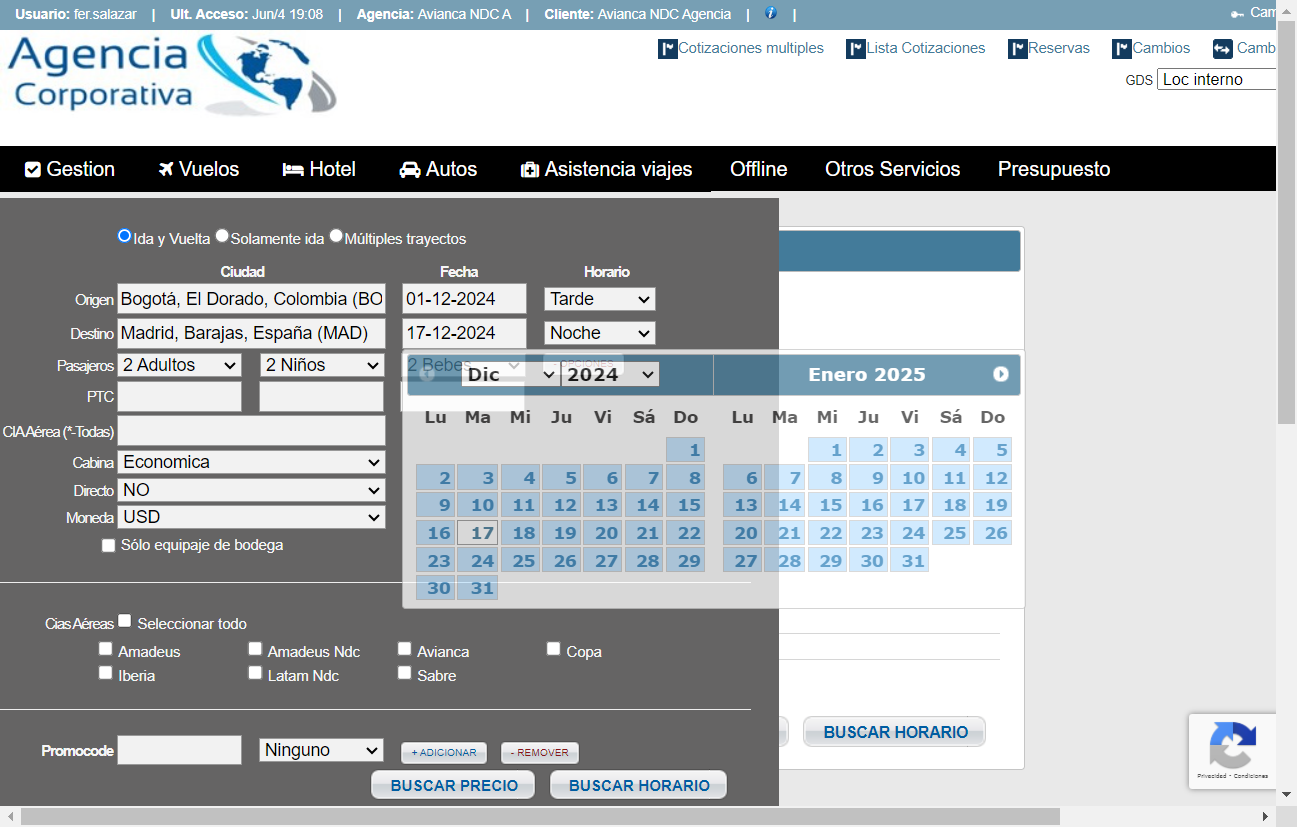 Usuario: fer.salazar | Ult. Acceso: Jun/4 19:08 | Agencia: Avianca NDC A | Cliente: Avianca NDC Agencia | |
Cam
Agencia
Corporativa
Cotizaciones multiples Lista Cotizaciones Reservas Cambios Camb
GDS Loc interno
Gestion Vuelos Hotel Autos Asistencia viajes Offline Otros Servicios Presupuesto
Ida y Vuelta Solamente ida Múltiples trayectos
Ciudad Fecha Horario
Origen Bogotá, El Dorado, Colombia (BO 01-12-2024 Tarde
Destino Madrid, Barajas, España (MAD) 17-12-2024 Noche
Pasajeros 2 Adultos 2 Niños 2 Bebes - OPCIONES
PTC
CIA Aérea (*-Todas)
Cabina Economica
Directo NO
Moneda USD
Sólo equipaje de bodega
Dic 2024
Lu Ma Mi Ju Vi Sá Do
1
2 3 4 5 6 7 8
9 10 11 12 13 14 15
16 17 18 19 20 21 22
23 24 25 26 27 28 29
30 31
Enero 2025
Lu Ma Mi Ju Vi Sá Do
1 2 3 4 5
6 7 8 9 10 11 12
13 14 15 16 17 18 19
20 21 22 23 24 25 26
27 28 29 30 31
Cias Aéreas Seleccionar todo
Amadeus Amadeus Ndc Avianca Copa
Iberia Latam Ndc Sabre
BUSCAR HORARIO
Promocode Ninguno + ADICIONAR - REMOVER
BUSCAR PRECIO BUSCAR HORARIO
Privacidad - Condiciones